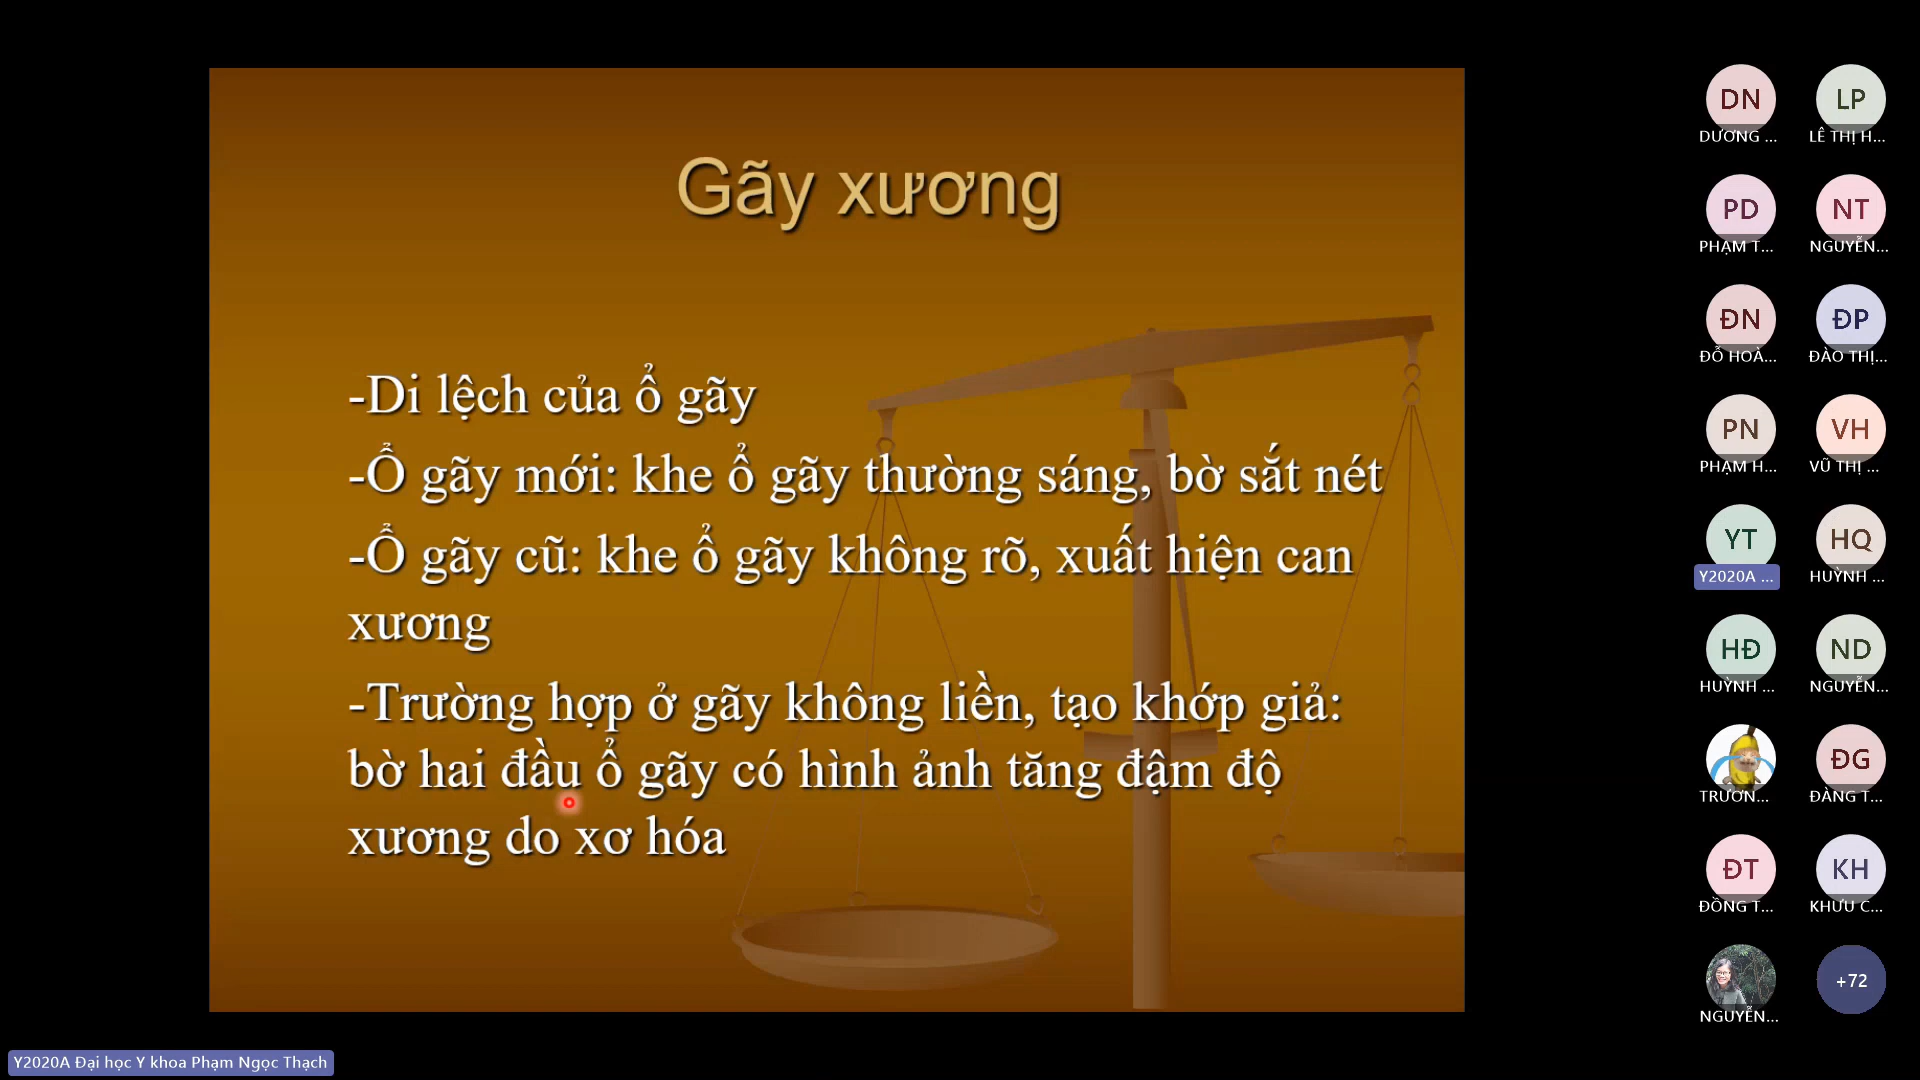 Gãy xương
-Di lệch của ổ gãy
-Ổ gãy mới: khe ổ gãy thường sáng, bờ sắt nét
-Ổ gãy cũ: khe ổ gãy không rõ, xuất hiện can
xương
-Trường hợp ở gãy không liền, tạo khớp giả:
bờ hai đầu ổ gãy có hình ảnh tăng đậm độ
xương do xơ hóa
DN
LP
DƯƠNG ...
LÊ THỊ H...
PD
NT
PHẠM T...
NGUYỄN...
ĐN
ĐP
ĐỖ HOÀ...
ĐÀO THỊ...
PN
VH
PHẠM H...
VŨ THỊ ...
YT
HQ
Y2020A ...
HUỲNH ...
HĐ
ND
HUỲNH ...
NGUYỄN...
ĐG
TRƯƠN...
ĐÀNG T...
ĐT
KH
ĐỒNG T...
KHƯU C...
+72
NGUYỄN...
Y2020A Đại học Y khoa Phạm Ngọc Thạch